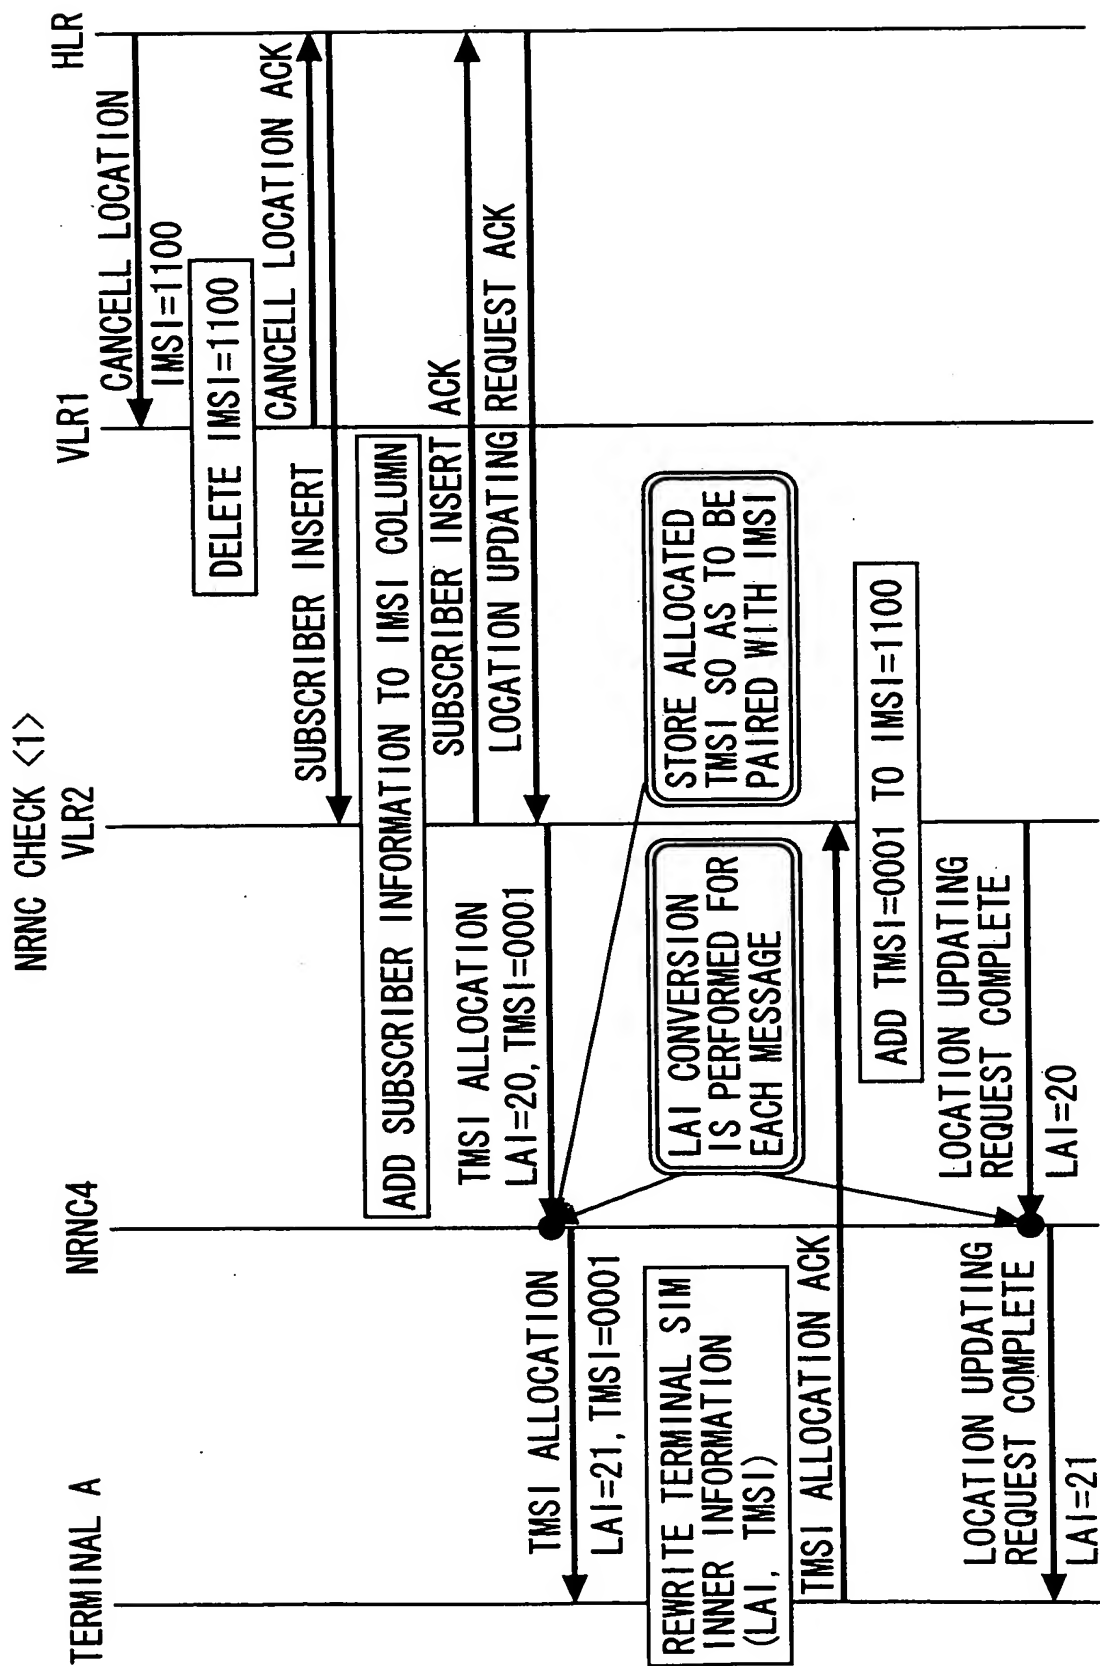 NRNC CHECK <1>
TERMINAL A
NRNC4
VLR2
VLR1
HLR
CANCELL LOCATION
IMSI=1100
DELETE IMSI=1100
CANCELL LOCATION ACK
SUBSCRIBER INSERT
ADD SUBSCRIBER INFORMATION TO IMSI COLUMN
SUBSCRIBER INSERT ACK
LOCATION UPDATING REQUEST ACK
TMSI ALLOCATION
LAI=20, TMSI=0001
TMSI ALLOCATION
LAI=21, TMSI=0001
STORE ALLOCATED
TMSI SO AS TO BE
PAIRED WITH IMSI
LAI CONVERSION
IS PERFORMED FOR
EACH MESSAGE
REWRITE TERMINAL SIM
INNER INFORMATION
(LAI, TMSI)
TMSI ALLOCATION ACK
ADD TMSI=0001 TO IMSI=1100
LOCATION UPDATING
REQUEST COMPLETE
LAI=20
LOCATION UPDATING
REQUEST COMPLETE
LAI=21